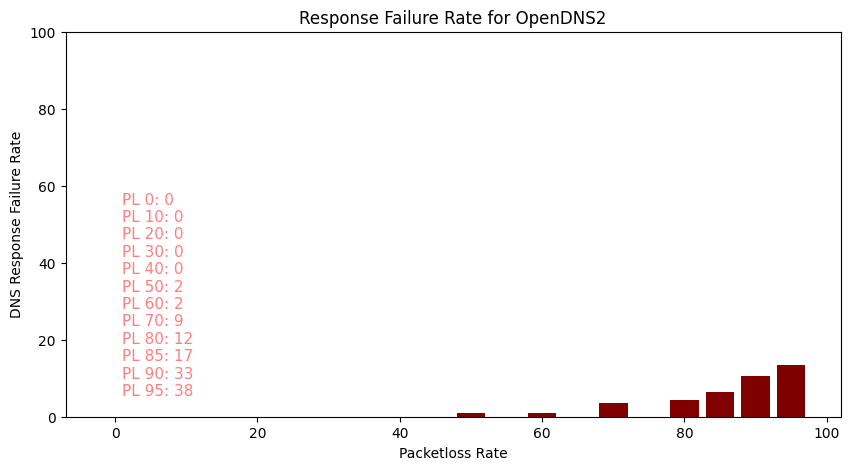 Response Failure Rate for OpenDNS2
100
80
60
40
20
0
DNS Response Failure Rate
PL 0: 0
PL 10: 0
PL 20: 0
PL 30: 0
PL 40: 0
PL 50: 2
PL 60: 2
PL 70: 9
PL 80: 12
PL 85: 17
PL 90: 33
PL 95: 38
0 20 40 60 80 100
Packetloss Rate